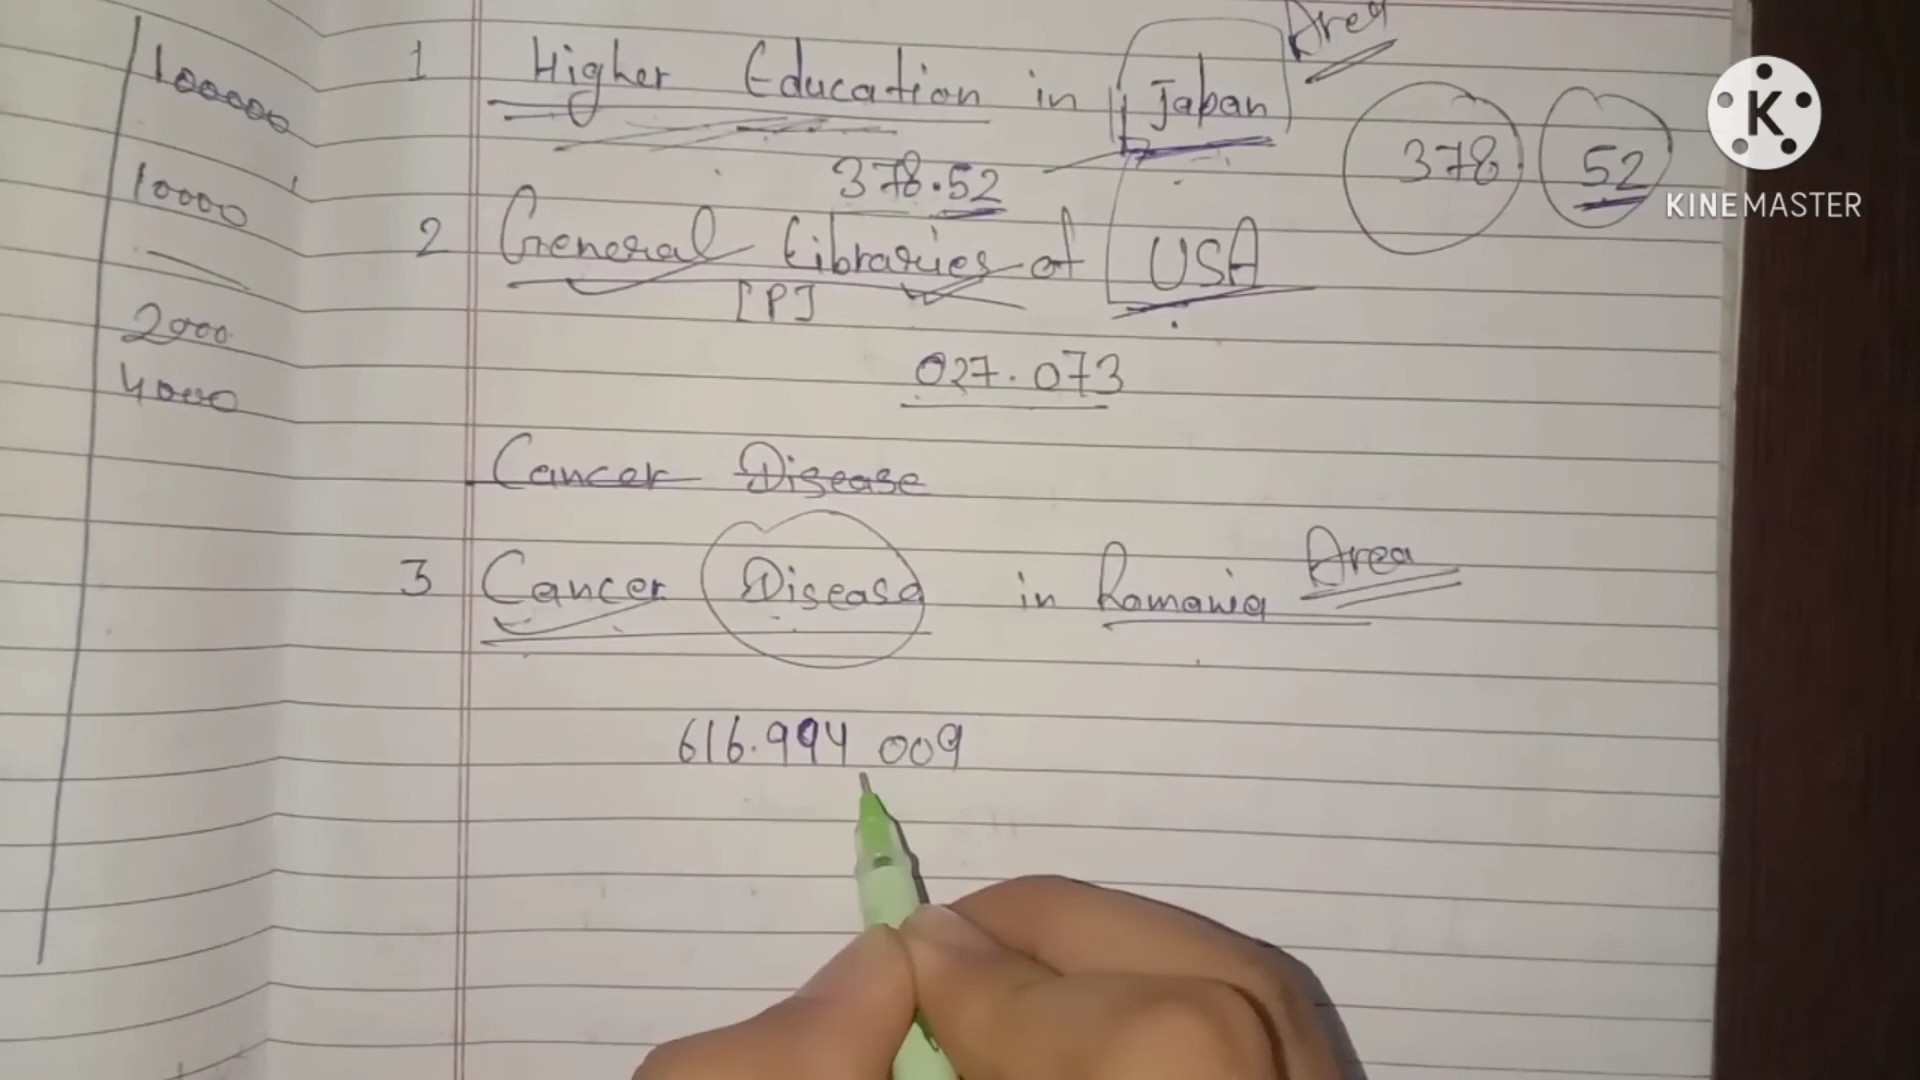 Area
1 Higher Education in Japan
378 52
378.52
2 General Libraries of USA
[P]
027.073
Cancer Disease
3 Cancer Disease in Romania Area
616.994 009
100000
10000
2000
4000
K
KINEMASTER